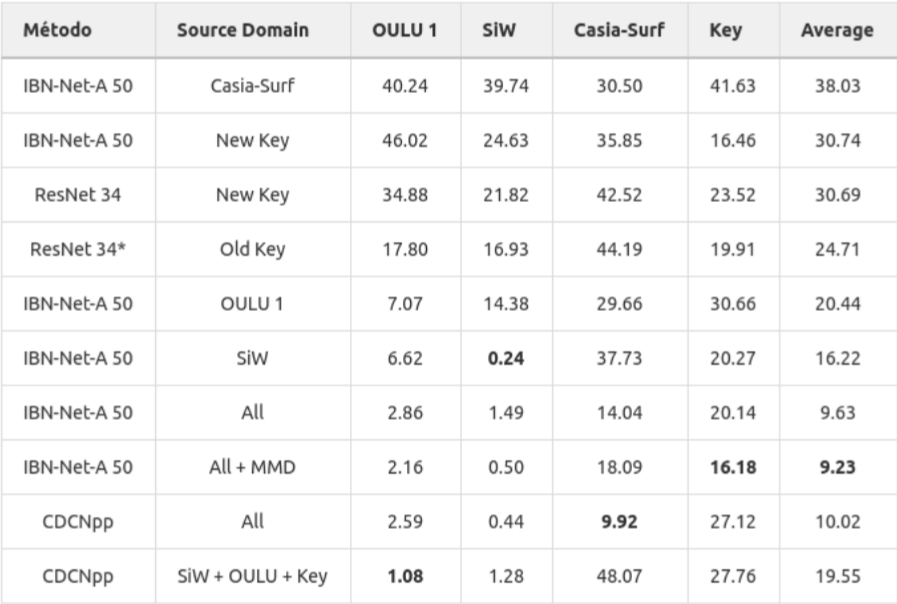 Método Source Domain OULU 1 SiW Casia-Surf Key Average
IBN-Net-A 50 Casia-Surf 40.24 39.74 30.50 41.63 38.03
IBN-Net-A 50 New Key 46.02 24.63 35.85 16.46 30.74
ResNet 34 New Key 34.88 21.82 42.52 23.52 30.69
ResNet 34* Old Key 17.80 16.93 44.19 19.91 24.71
IBN-Net-A 50 OULU 1 7.07 14.38 29.66 30.66 20.44
IBN-Net-A 50 SiW 6.62 0.24 37.73 20.27 16.22
IBN-Net-A 50 All 2.86 1.49 14.04 20.14 9.63
IBN-Net-A 50 All + MMD 2.16 0.50 18.09 16.18 9.23
CDCNpp All 2.59 0.44 9.92 27.12 10.02
CDCNpp SiW + OULU + Key 1.08 1.28 48.07 27.76 19.55